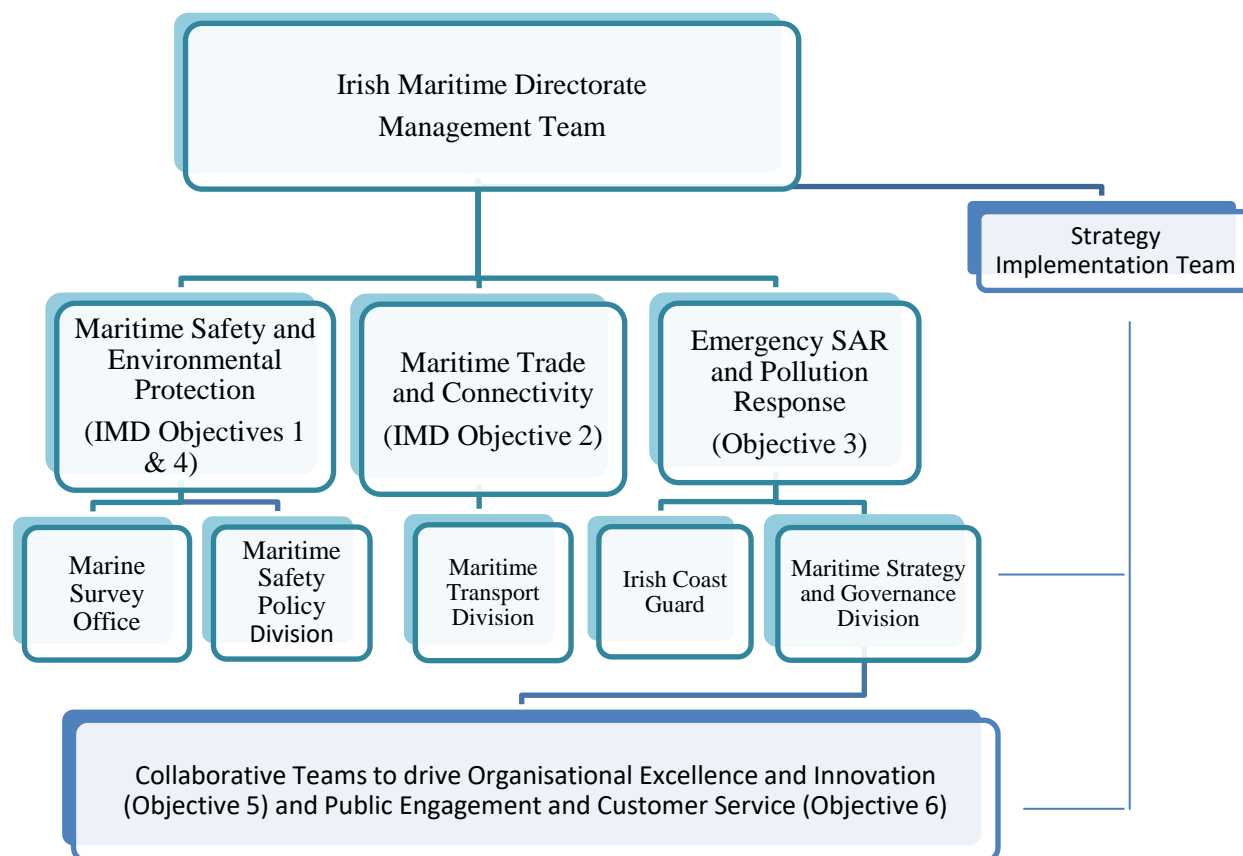 Irish Maritime Directorate
Management Team
Strategy
Implementation Team
Maritime Safety and
Environmental
Protection
(IMD Objectives 1
& 4)
Maritime Trade
and Connectivity
(IMD Objective 2)
Emergency SAR
and Pollution
Response
(Objective 3)
Marine
Survey
Office
Maritime
Safety
Policy
Division
Maritime
Transport
Division
Irish Coast
Guard
Maritime Strategy
and Governance
Division
Collaborative Teams to drive Organisational Excellence and Innovation
(Objective 5) and Public Engagement and Customer Service (Objective 6)